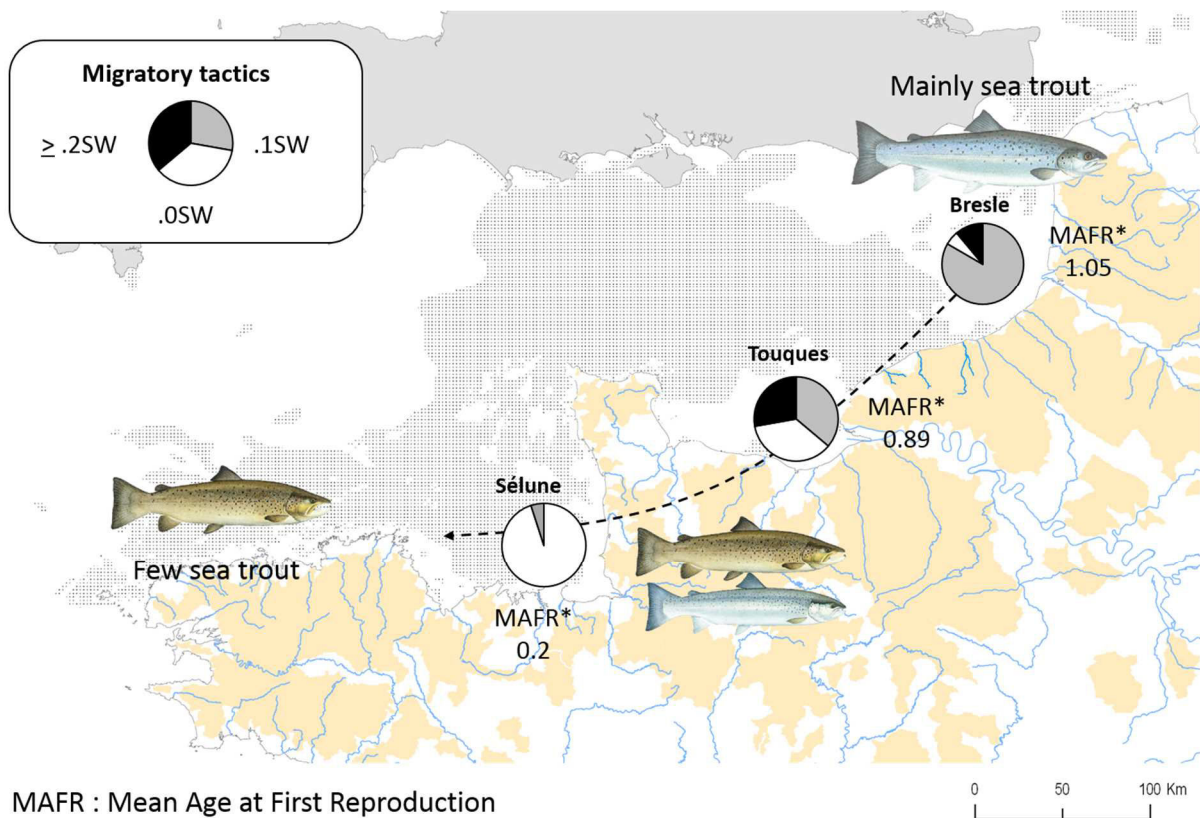 Migratory tactics
≥ .2SW
.1SW
.0SW
Mainly sea trout
Bresle
MAFR*
1.05
Touques
MAFR*
0.89
Sélune
Few sea trout
MAFR*
0.2
MAFR : Mean Age at First Reproduction
0 50 100 Km